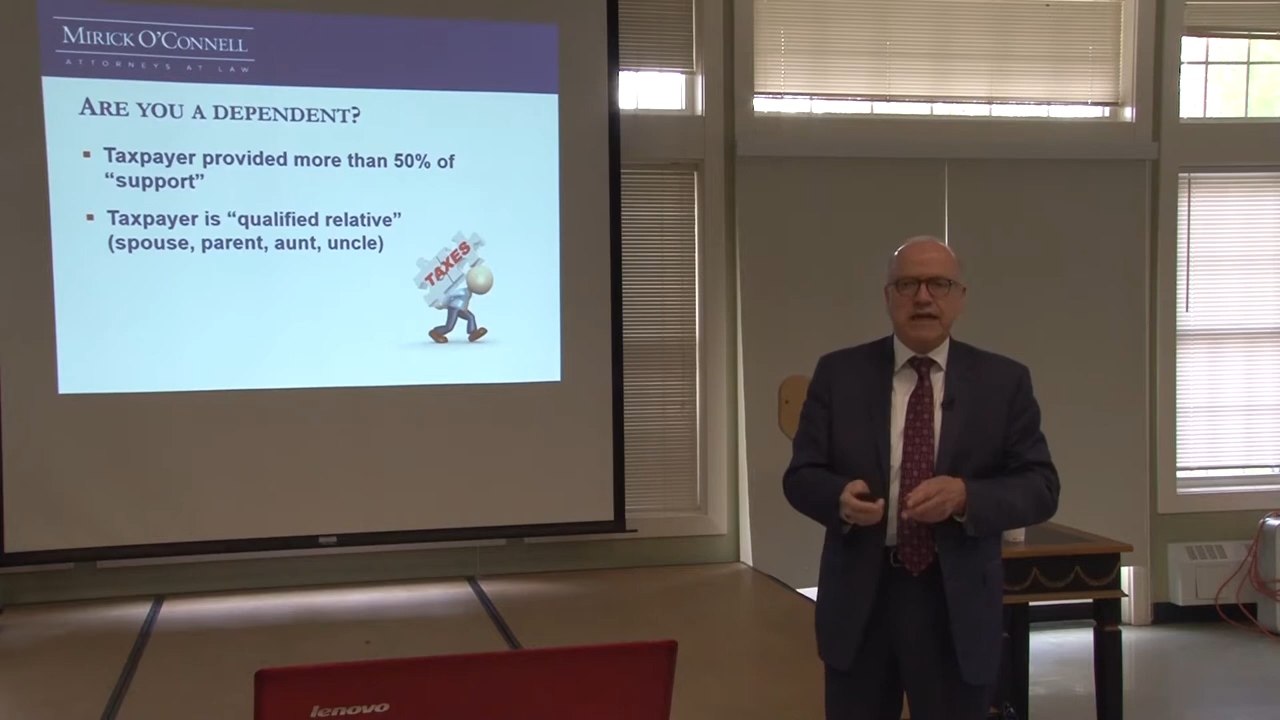 MIRICK O'CONNELL
ATTORNEYS AT LAW
ARE YOU A DEPENDENT?
Taxpayer provided more than 50% of
“support”
Taxpayer is “qualified relative”
(spouse, parent, aunt, uncle)
TAXES
lenovo